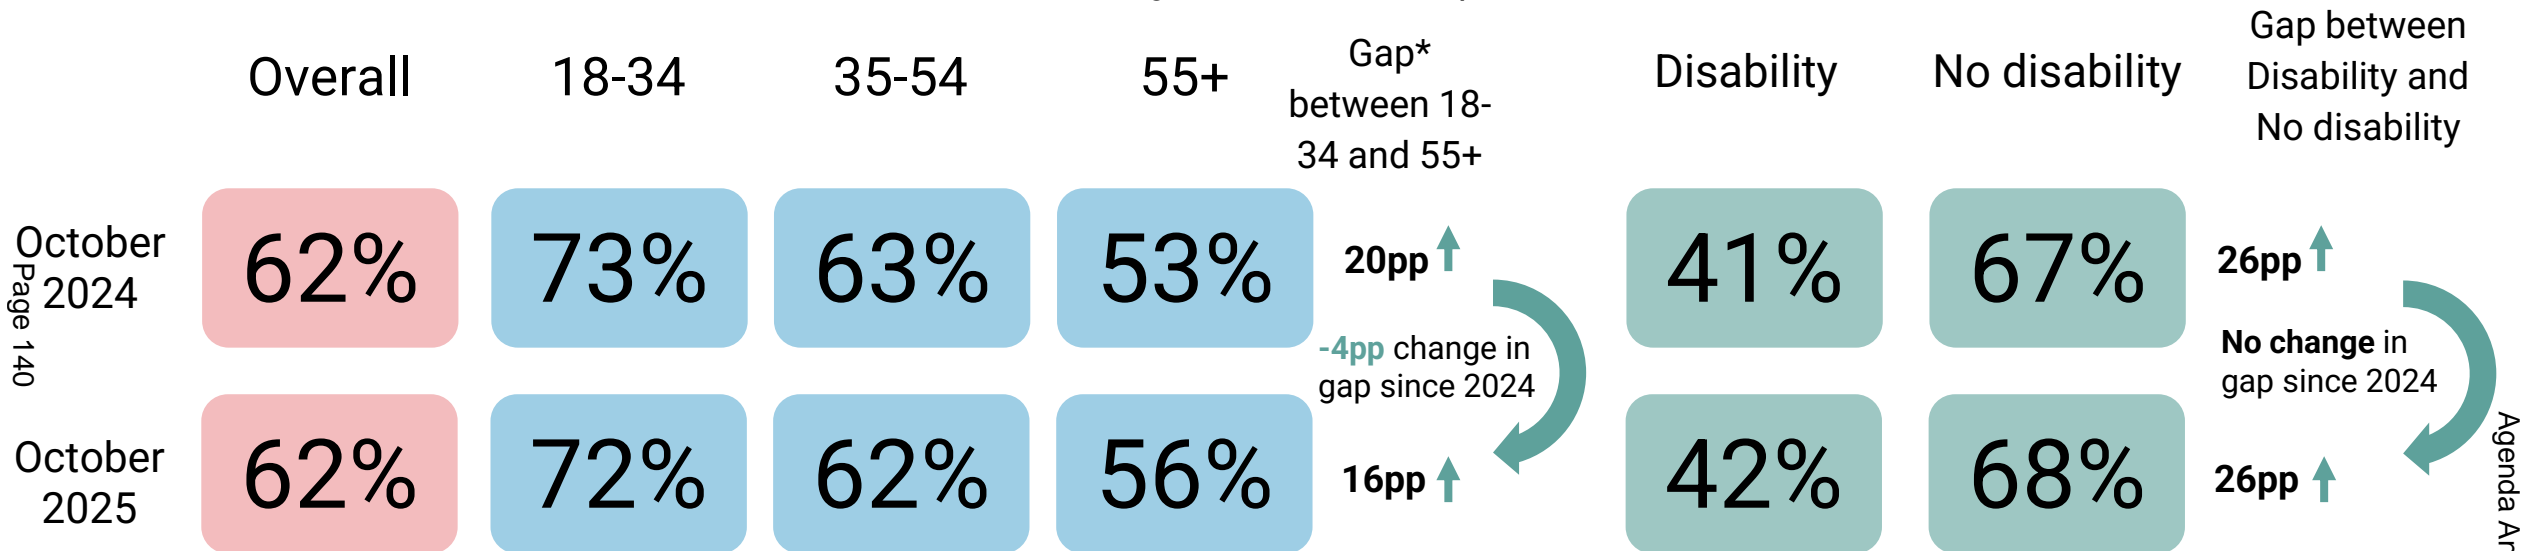 Overall
18-34
35-54
55+
Gap*
between 18-
34 and 55+
Disability
No disability
Gap between
Disability and
No disability
October
2024
62%
73%
63%
53%
20pp
41%
67%
26pp
-4pp change in
gap since 2024
No change in
gap since 2024
October
2025
62%
72%
62%
56%
16pp
42%
68%
26pp
Page 140
Agenda